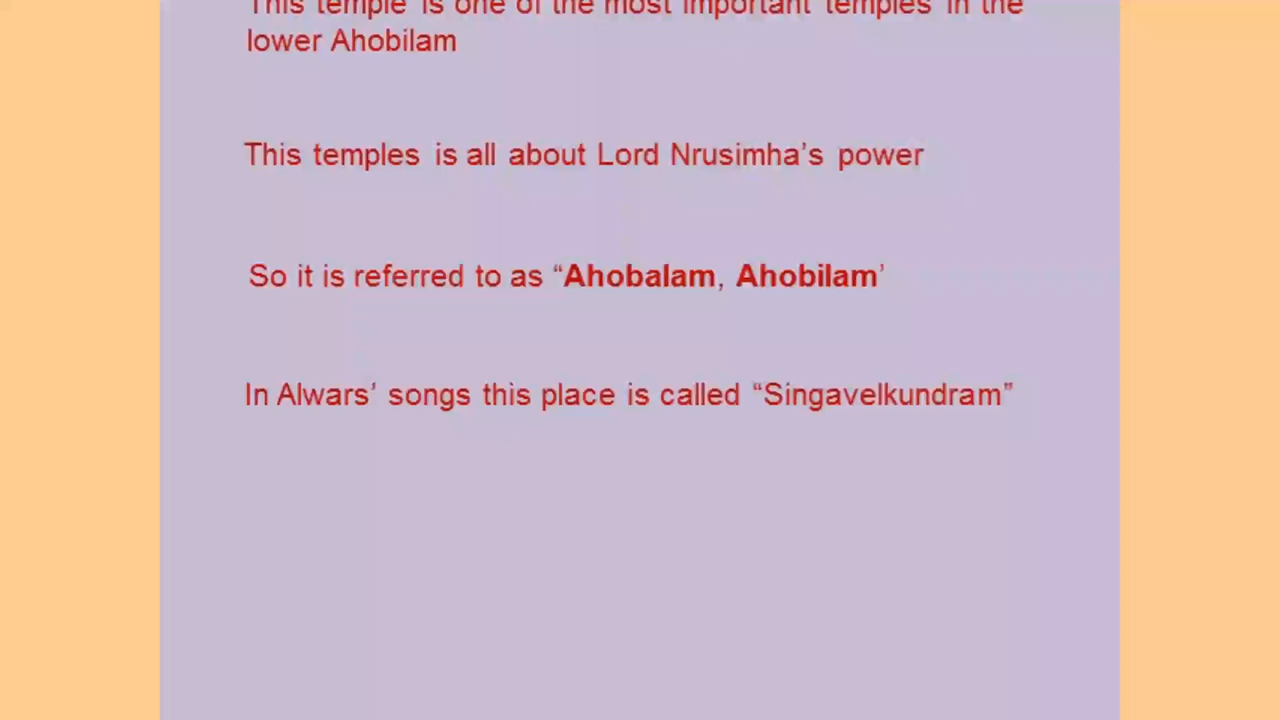 This temple is one of the most important temples in the
lower Ahobilam
This temples is all about Lord Nrusimha’s power
So it is referred to as “Ahobalam, Ahobilam’
In Alwars’ songs this place is called “Singavelkundram”